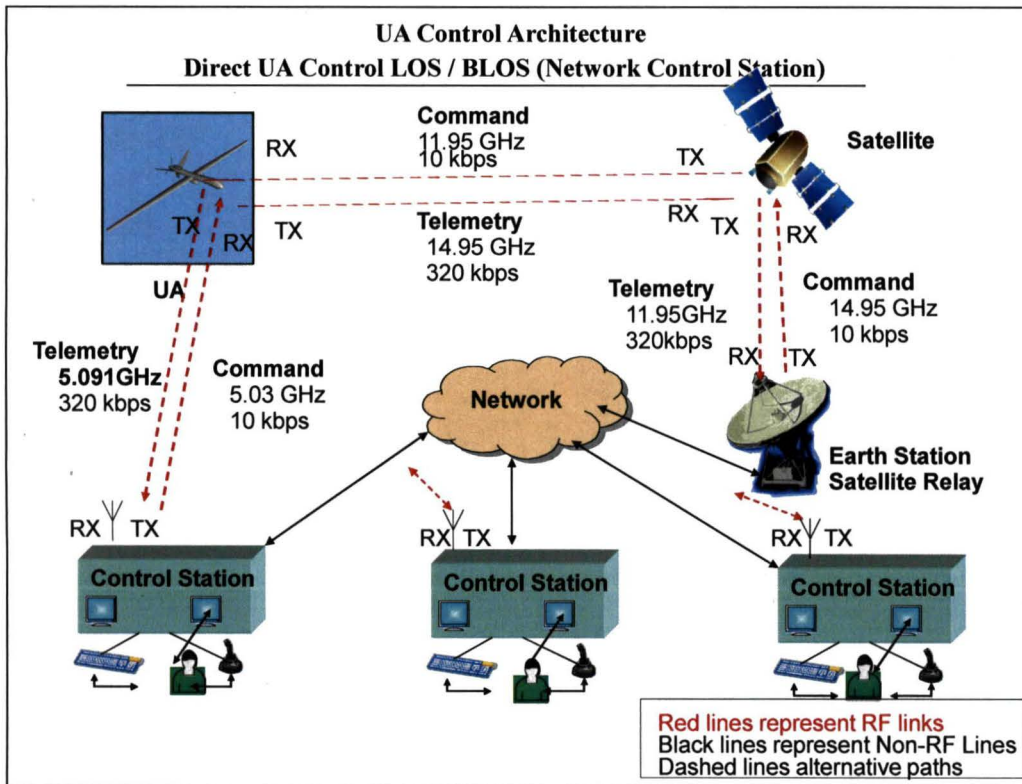 UA Control Architecture
Direct UA Control LOS / BLOS (Network Control Station)
Command
11.95 GHz
10 kbps
RX
TX
Satellite
TX
RX
TX
Telemetry
14.95 GHz
320 kbps
RX
TX
RX
UA
Telemetry
5.091GHz
320 kbps
Command
5.03 GHz
10 kbps
Telemetry
11.95GHz
320kbps
Command
14.95 GHz
10 kbps
RX
TX
Network
Earth Station
Satellite Relay
RX TX
Control Station
RX TX
Control Station
RX TX
Control Station
Red lines represent RF links
Black lines represent Non-RF Lines
Dashed lines alternative paths